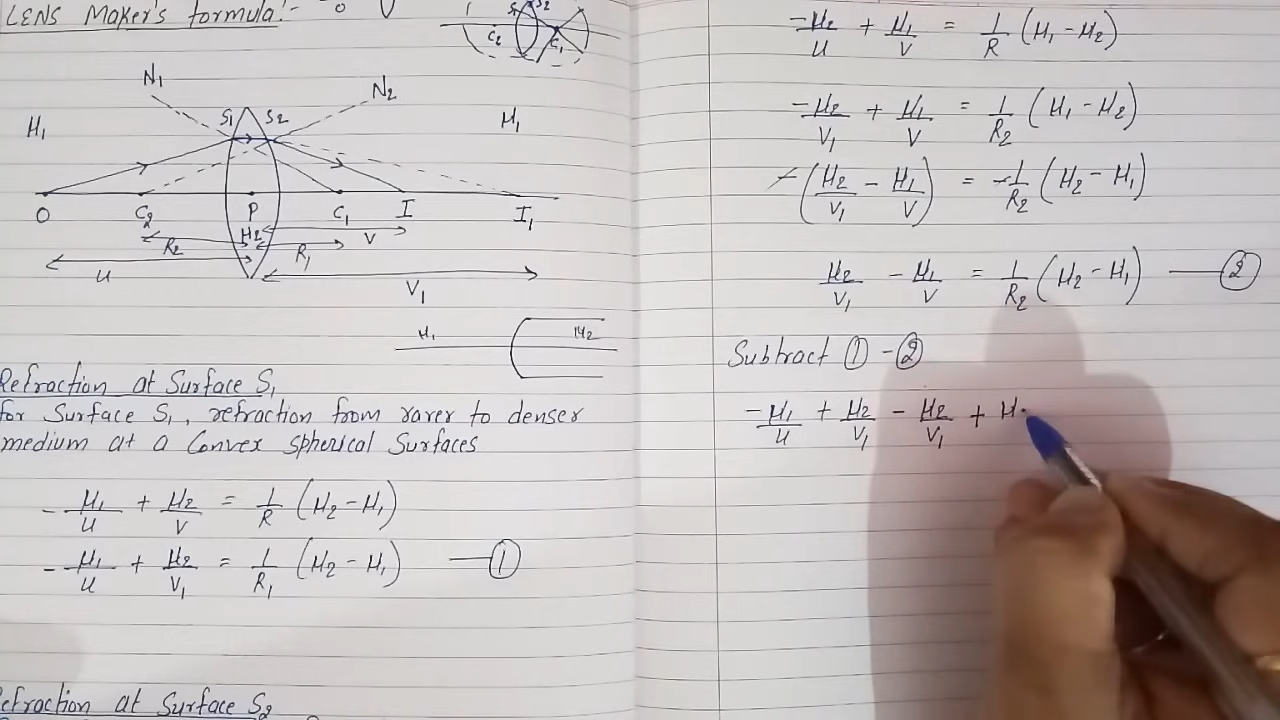 LENS Maker's formula:-
S₁ S₂
C₂ C₁
N₁ N₂
S₁ S₂
μ₁ μ₁
O C₂ P C₁ I I₁
μ₂
R₂ R₁ V
u V₁
μ₁ μ₂
Refraction at Surface S₁
for Surface S₁, refraction from rarer to denser
medium at a Convex spherical Surfaces
-μ₁/u + μ₂/V = 1/R (μ₂ - μ₁)
-μ₁/u + μ₂/V₁ = 1/R₁ (μ₂ - μ₁) — ①
Refraction at Surface S₂
-μ₂/u + μ₁/V = 1/R (μ₁ - μ₂)
-μ₂/V₁ + μ₁/V = 1/R₂ (μ₁ - μ₂)
-(μ₂/V₁ - μ₁/V) = -1/R₂ (μ₂ - μ₁)
μ₂/V₁ - μ₁/V = 1/R₂ (μ₂ - μ₁) — ②
Subtract ① - ②
-μ₁/u + μ₂/V₁ - μ₂/V₁ + μ